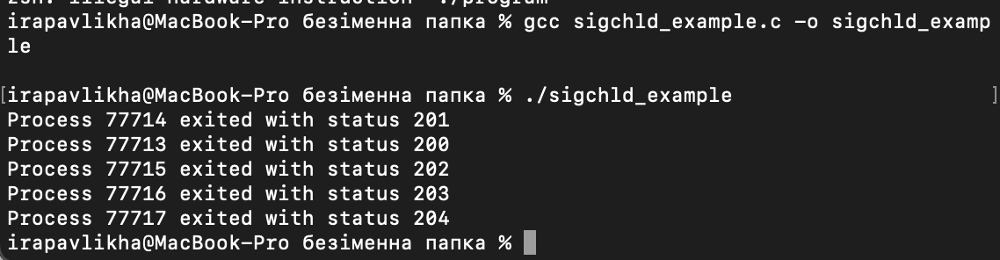 zsh: illegal hardware instruction  ./program
irapavlikha@MacBook-Pro безіменна папка % gcc sigchld_example.c -o sigchld_examp
le
[irapavlikha@MacBook-Pro безіменна папка % ./sigchld_example ]
Process 77714 exited with status 201
Process 77713 exited with status 200
Process 77715 exited with status 202
Process 77716 exited with status 203
Process 77717 exited with status 204
irapavlikha@MacBook-Pro безіменна папка %